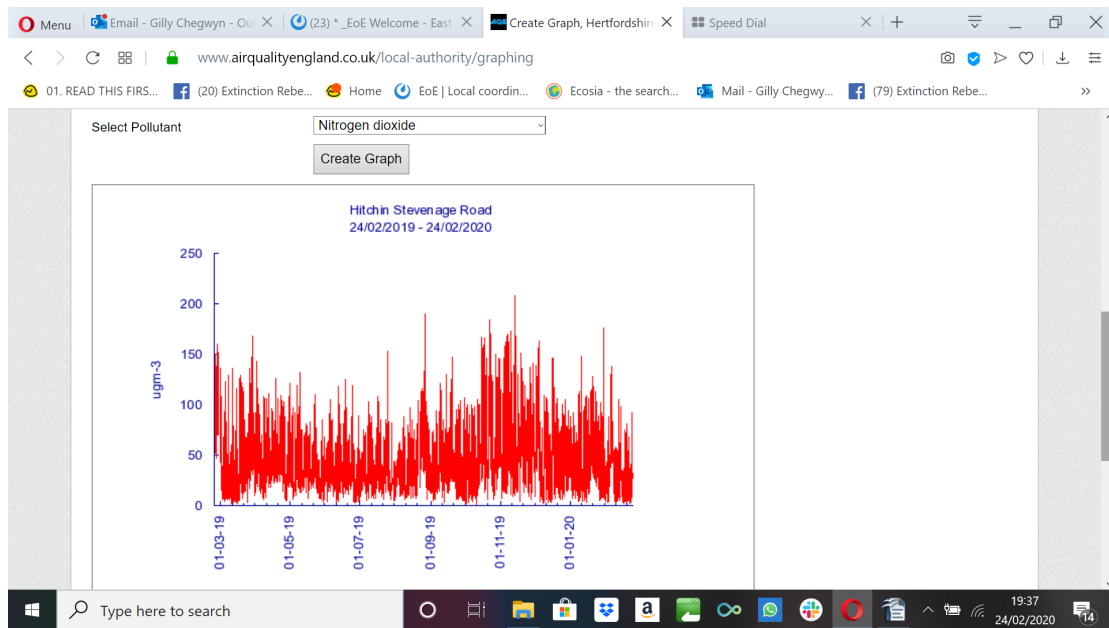 Menu
Email - Gilly Chegwyn - Out
(23) * _EoE Welcome - East
Create Graph, Hertfordshire
Speed Dial
www.airqualityengland.co.uk/local-authority/graphing
01. READ THIS FIRS...
(20) Extinction Rebe...
Home
EoE | Local coordin...
Ecosia - the search...
Mail - Gilly Chegwy...
(79) Extinction Rebe...
Select Pollutant
Nitrogen dioxide
Create Graph
Hitchin Stevenage Road
24/02/2019 - 24/02/2020
250
200
150
100
50
0
ugm-3
01-03-19
01-05-19
01-07-19
01-09-19
01-11-19
01-01-20
Type here to search
19:37
24/02/2020
14